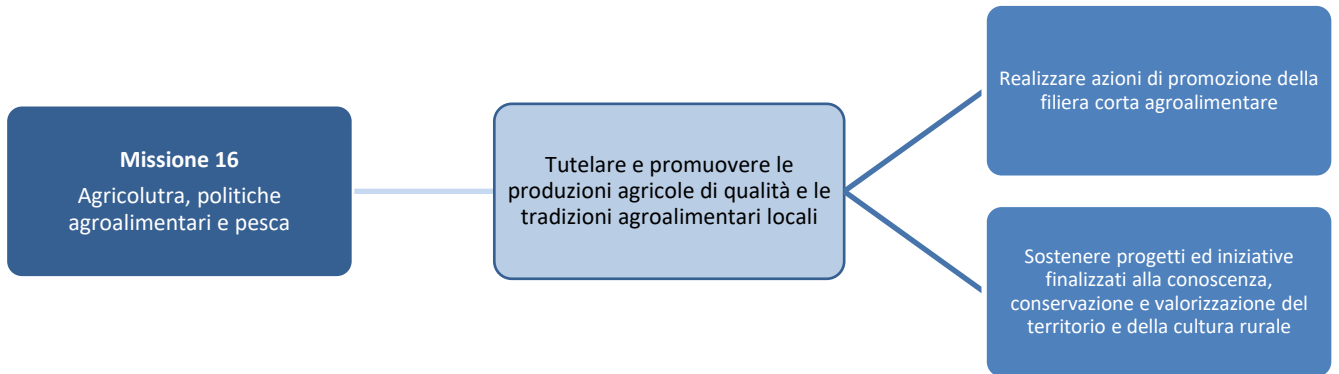 Missione 16
Agricolutra, politiche
agroalimentari e pesca
Tutelare e promuovere le
produzioni agricole di qualità e le
tradizioni agroalimentari locali
Realizzare azioni di promozione della
filiera corta agroalimentare
Sostenere progetti ed iniziative
finalizzati alla conoscenza,
conservazione e valorizzazione del
territorio e della cultura rurale